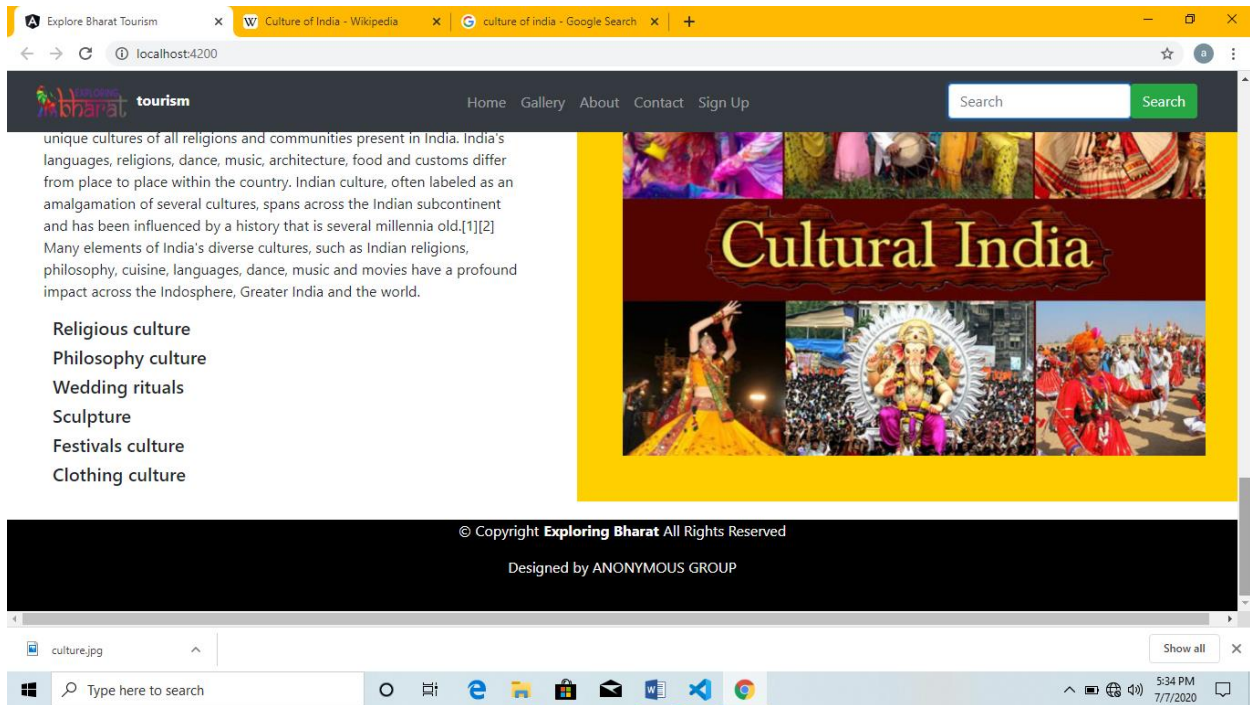 Explore Bharat Tourism
Culture of India - Wikipedia
culture of india - Google Search
localhost:4200
a
EXPLORING
bharat
tourism
Home Gallery About Contact Sign Up
Search
Search
unique cultures of all religions and communities present in India. India's
languages, religions, dance, music, architecture, food and customs differ
from place to place within the country. Indian culture, often labeled as an
amalgamation of several cultures, spans across the Indian subcontinent
and has been influenced by a history that is several millennia old.[1][2]
Many elements of India's diverse cultures, such as Indian religions,
philosophy, cuisine, languages, dance, music and movies have a profound
impact across the Indosphere, Greater India and the world.
Religious culture
Philosophy culture
Wedding rituals
Sculpture
Festivals culture
Clothing culture
Cultural India
© Copyright Exploring Bharat All Rights Reserved
Designed by ANONYMOUS GROUP
culture.jpg
Show all
Type here to search
5:34 PM
7/7/2020